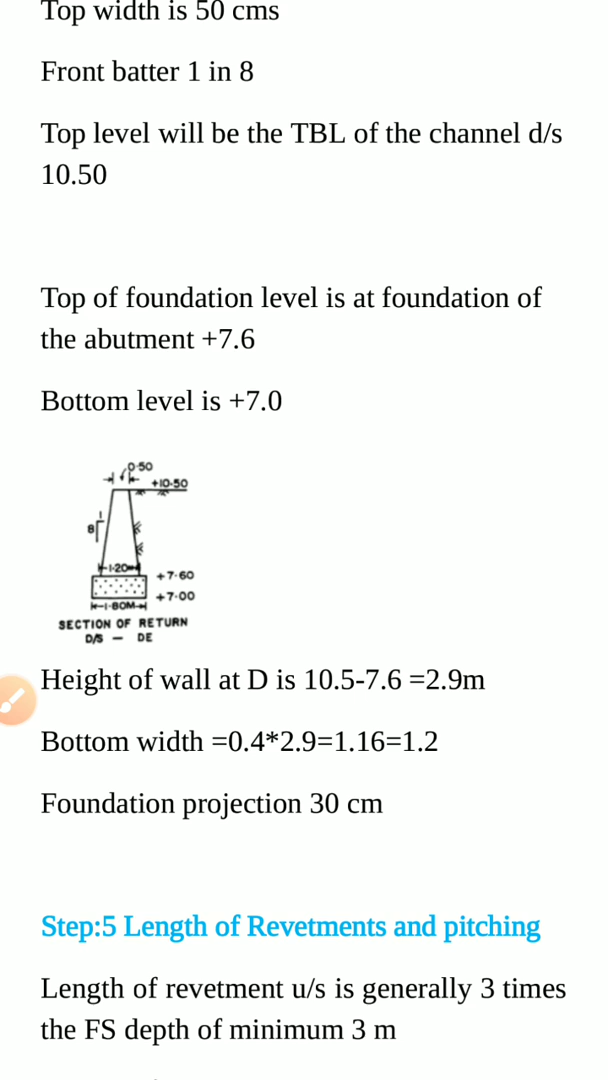 Top width is 50 cms
Front batter 1 in 8
Top level will be the TBL of the channel d/s
10.50
Top of foundation level is at foundation of
the abutment +7.6
Bottom level is +7.0
0·50
+10·50
1
8
1·20
+7·60
+7·00
1·80M
SECTION OF RETURN
D/S — DE
Height of wall at D is 10.5-7.6 =2.9m
Bottom width =0.4*2.9=1.16=1.2
Foundation projection 30 cm
Step:5 Length of Revetments and pitching
Length of revetment u/s is generally 3 times
the FS depth of minimum 3 m